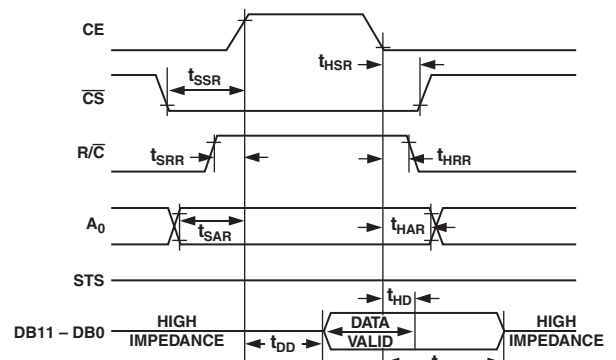 CE
tHSR
tSSR
CS
R/C
tSRR
tHRR
A0
tSAR
tHAR
STS
tHD
DB11 – DB0
HIGH
IMPEDANCE
tDD
DATA
VALID
HIGH
IMPEDANCE